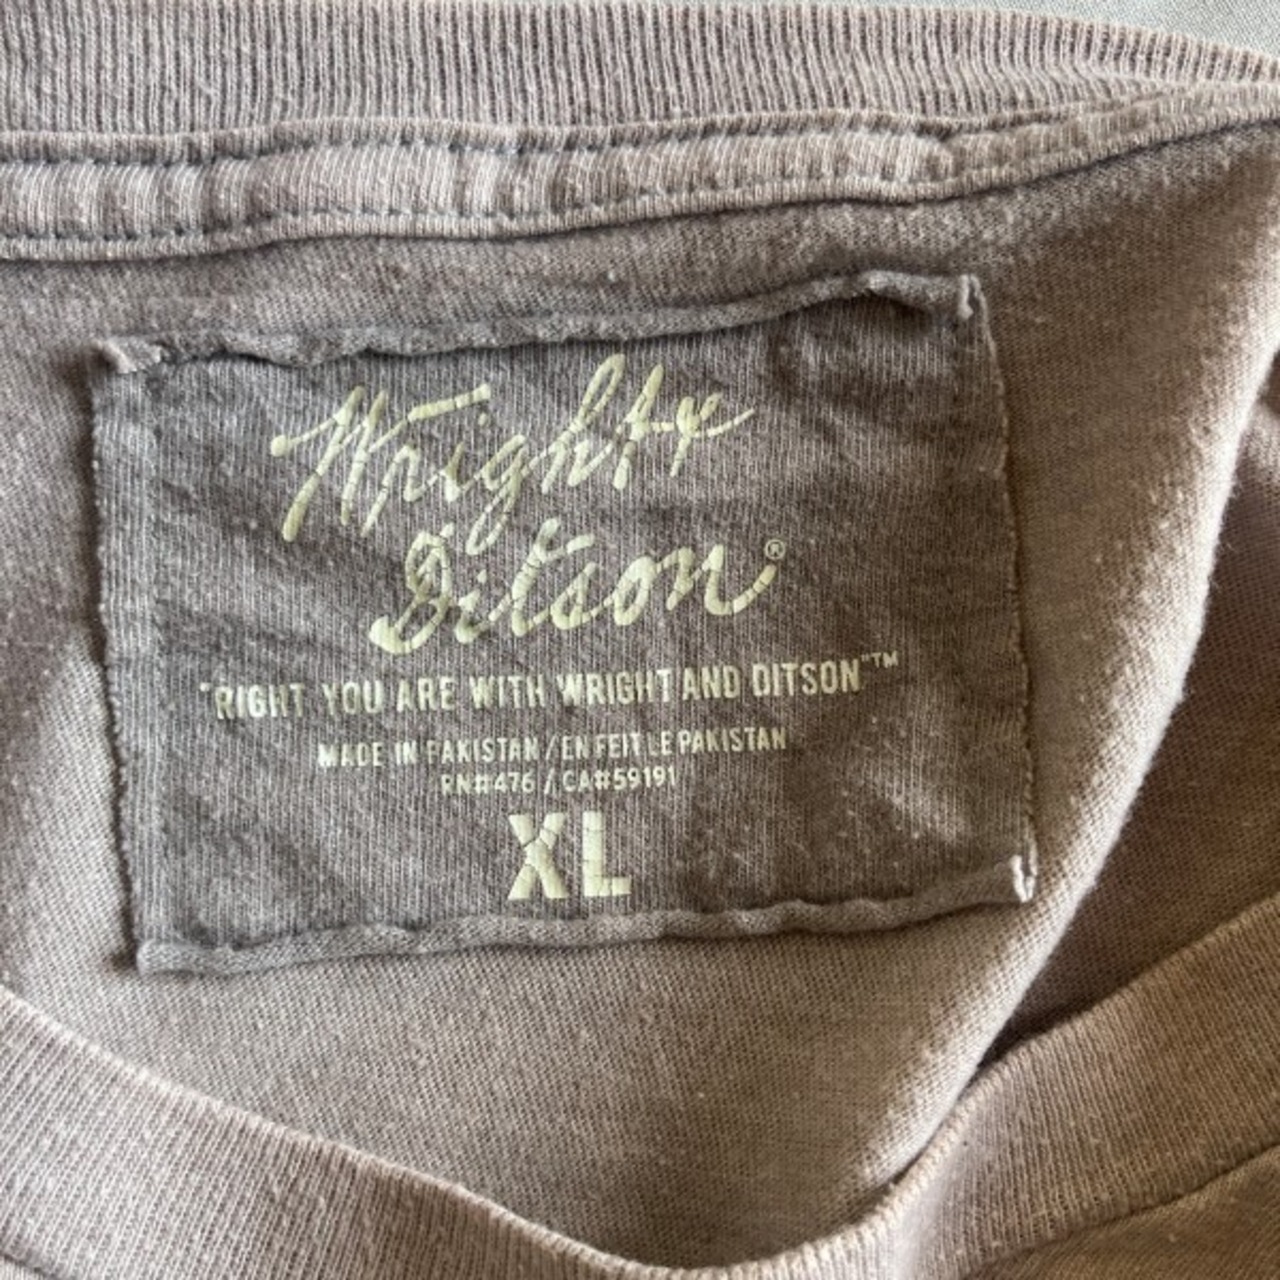 Wright &
Ditson®
"RIGHT YOU ARE WITH WRIGHT AND DITSON"™
MADE IN PAKISTAN / EN FEIT LE PAKISTAN
RN#476 / CA#59191
XL